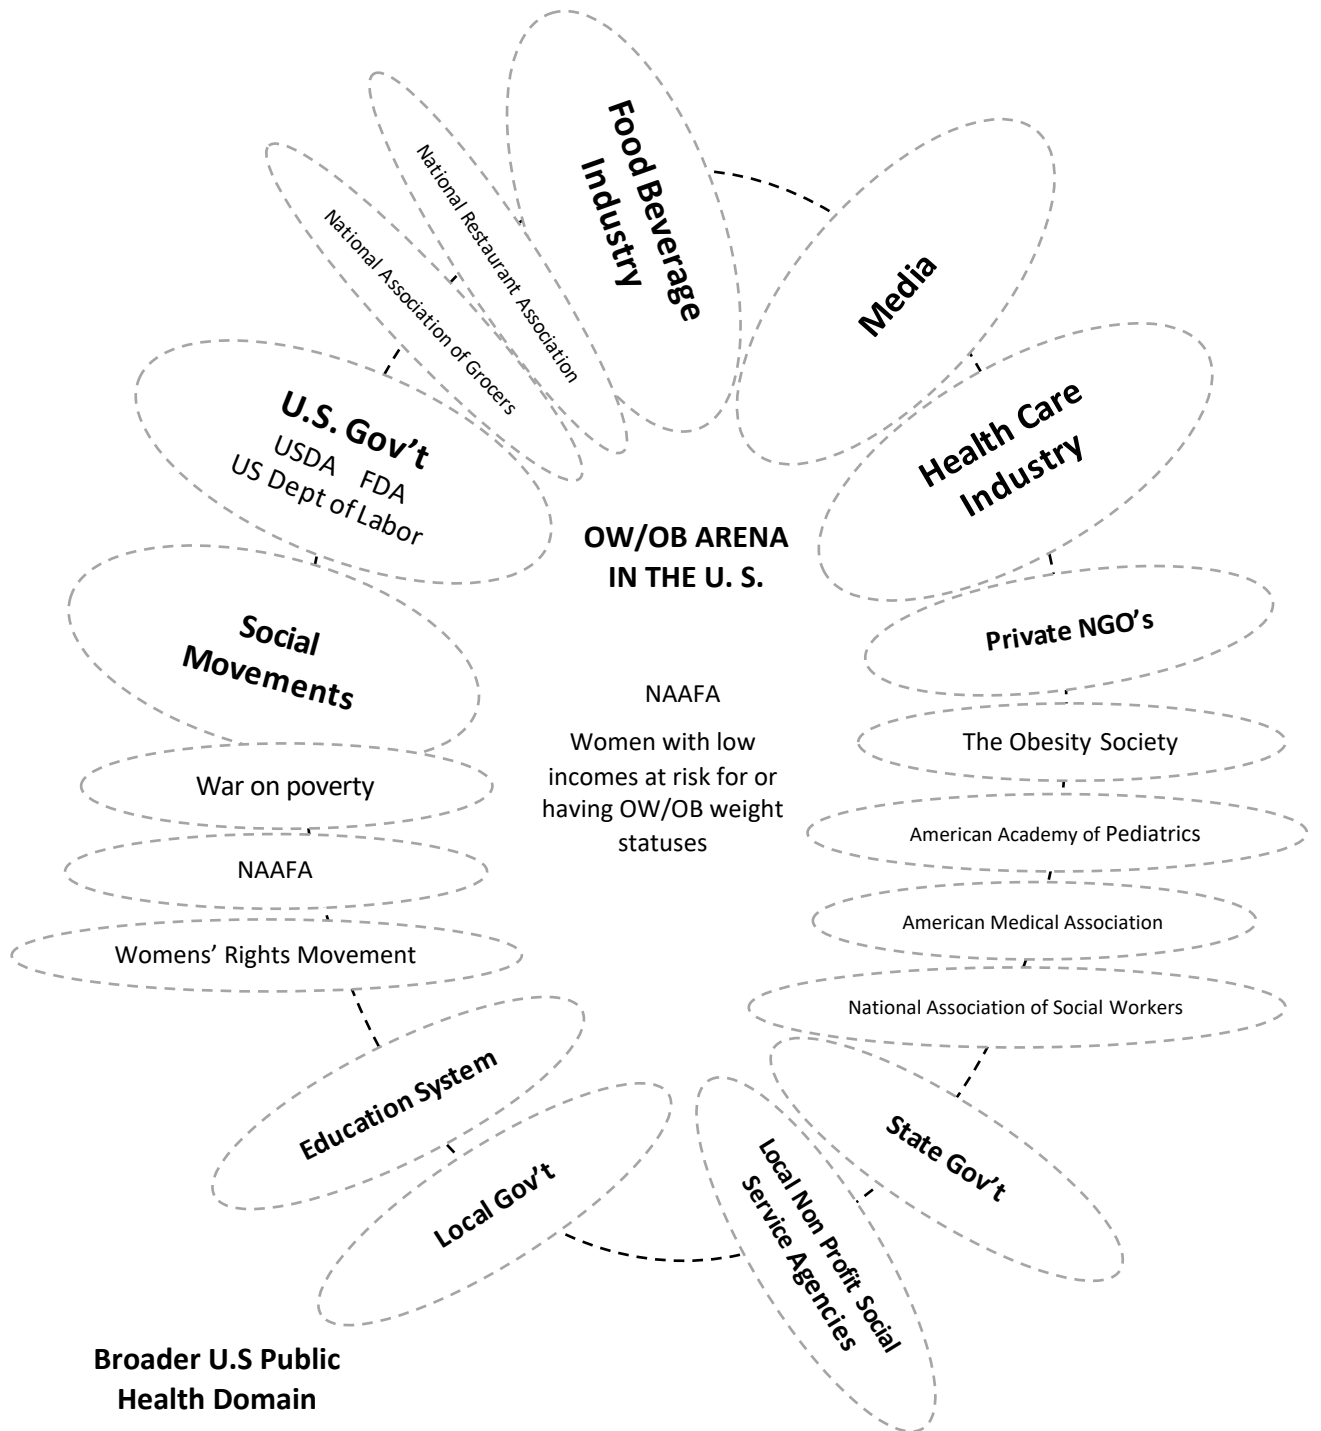 Food Beverage
Industry
Media
Health Care
Industry
National Restaurant Association
National Association of Grocers
U.S. Gov’t
USDA FDA
US Dept of Labor
OW/OB ARENA
IN THE U. S.
Social
Movements
Private NGO’s
NAAFA
Women with low
incomes at risk for or
having OW/OB weight
statuses
The Obesity Society
War on poverty
American Academy of Pediatrics
NAAFA
American Medical Association
Womens’ Rights Movement
National Association of Social Workers
Education System
State Gov’t
Local Gov’t
Local Non Profit Social
Service Agencies
Broader U.S Public
Health Domain